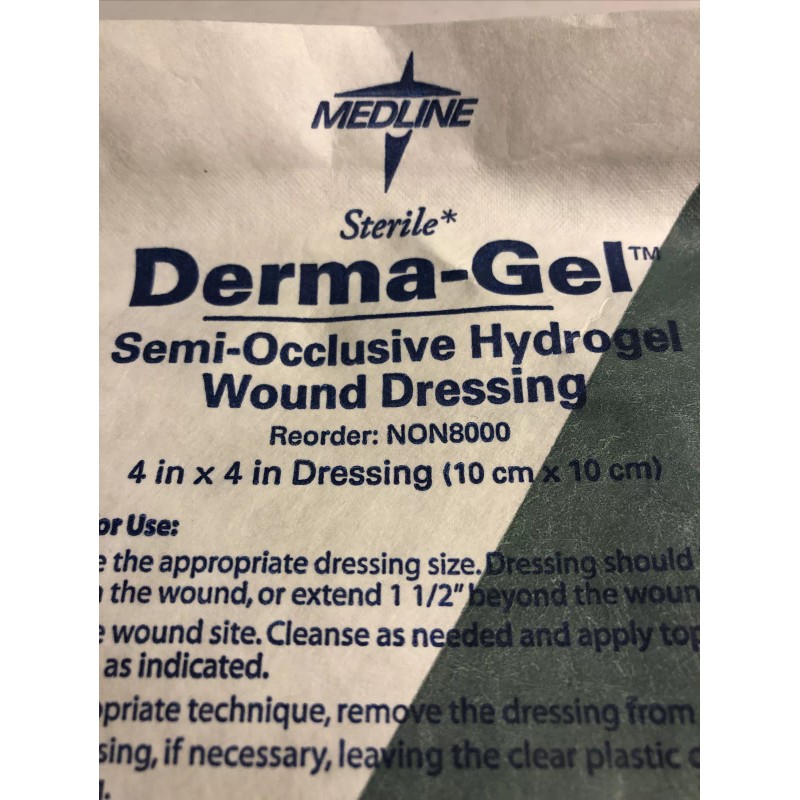 MEDLINE
Sterile*
Derma-Gel™
Semi-Occlusive Hydrogel
Wound Dressing
Reorder: NON8000
4 in x 4 in Dressing (10 cm x 10 cm)
or Use:
the appropriate dressing size. Dressing should
the wound, or extend 1 1/2" beyond the woun
wound site. Cleanse as needed and apply top
as indicated.
priate technique, remove the dressing from
sing, if necessary, leaving the clear plastic